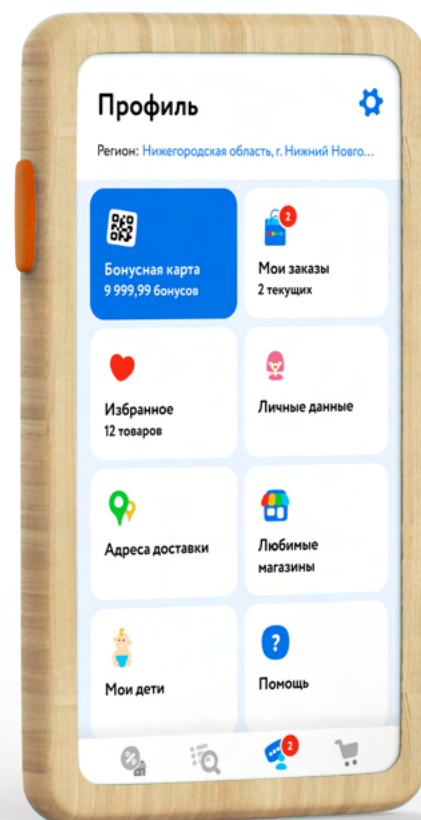 Профиль
Регион: Нижегородская область, г. Нижний Новго...
Бонусная карта
9 999,99 бонусов
2
Мои заказы
2 текущих
Избранное
12 товаров
Личные данные
Адреса доставки
Любимые
магазины
Мои дети
?
Помощь
%
2